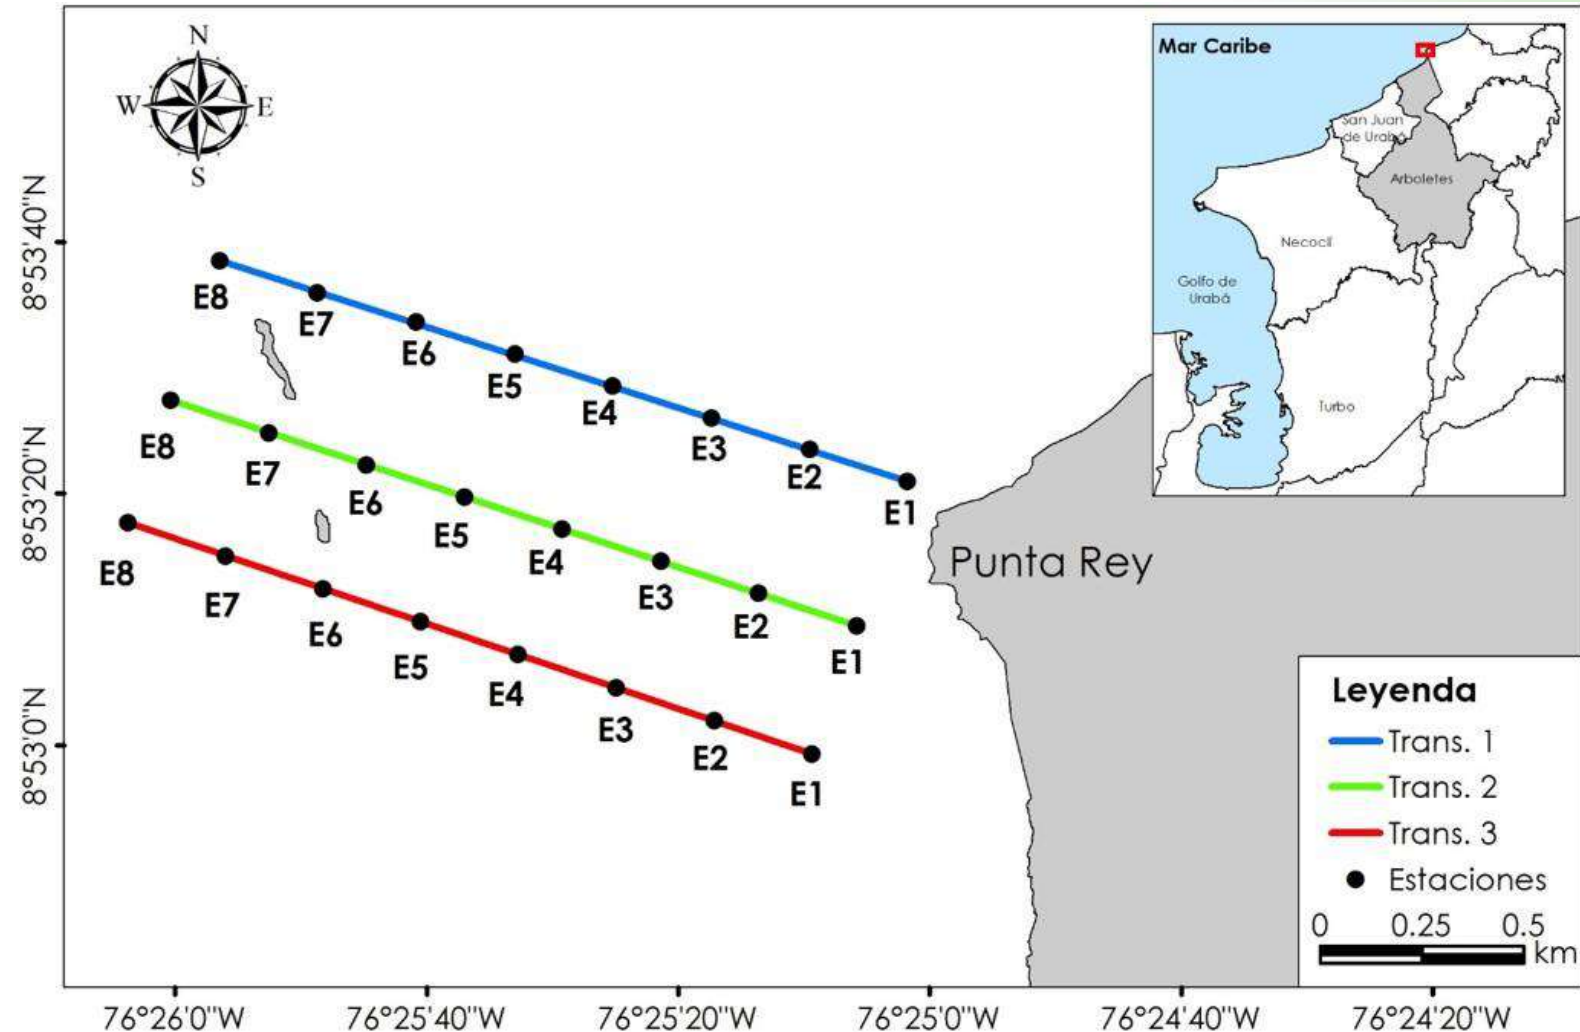 N
W
E
S
8°53'40"N
8°53'20"N
8°53'0"N
E8
E7
E6
E5
E4
E3
E2
E1
E8
E7
E6
E5
E4
E3
E2
E1
E8
E7
E6
E5
E4
E3
E2
E1
Punta Rey
Mar Caribe
San Juan
de Urabá
Arboletes
Necoclí
Golfo de
Urabá
Turbo
Leyenda
Trans. 1
Trans. 2
Trans. 3
Estaciones
0 0.25 0.5
km
76°26'0"W 76°25'40"W 76°25'20"W 76°25'0"W 76°24'40"W 76°24'20"W